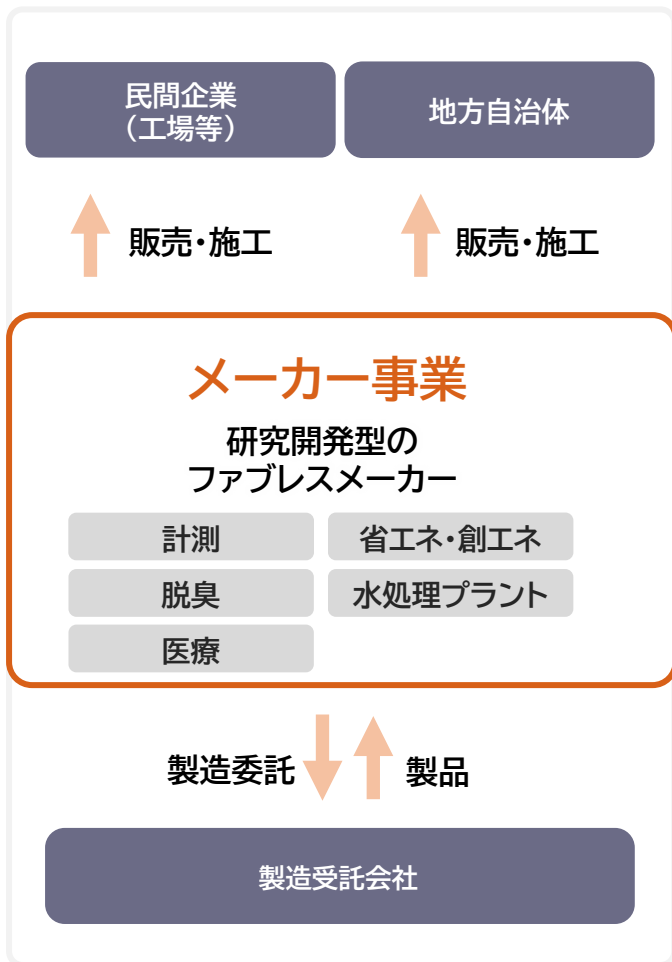 民間企業
（工場等）
地方自治体
販売・施工
販売・施工
メーカー事業
研究開発型の
ファブレスメーカー
計測
省エネ・創エネ
脱臭
水処理プラント
医療
製造委託
製品
製造受託会社